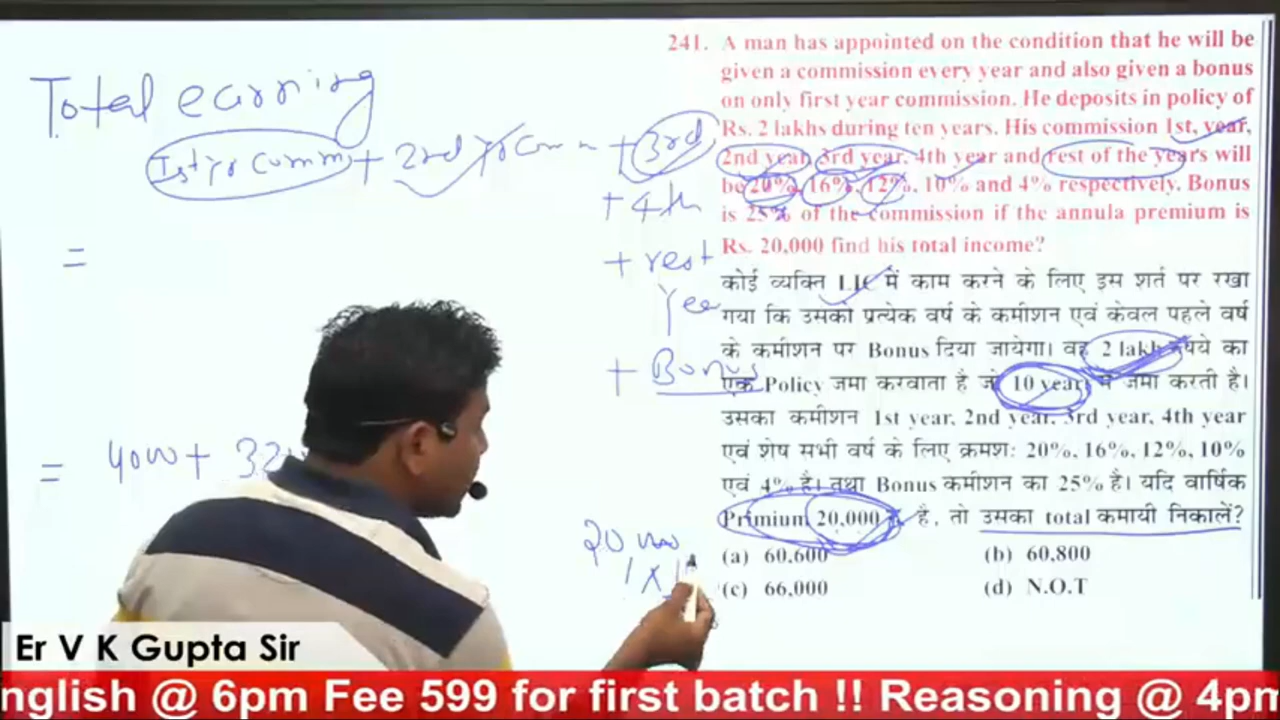 Total earning
Ist yr Comm + 2nd yr Com + 3rd
+ 4th
+ rest
=
+ Bonus
= 4000 + 32
20
241. A man has appointed on the condition that he will be
given a commission every year and also given a bonus
on only first year commission. He deposits in policy of
Rs. 2 lakhs during ten years. His commission 1st, year,
2nd year, 3rd year, 4th year and rest of the years will
be 20%, 16%, 12%, 10% and 4% respectively. Bonus
is 25% of the commission if the annula premium is
Rs. 20,000 find his total income?
कोई व्यक्ति LIC में काम करने के लिए इस शर्त पर रखा
गया कि उसको प्रत्येक वर्ष के कमीशन एवं केवल पहले वर्ष
के कमीशन पर Bonus दिया जायेगा। वह 2 lakh रुपये का
एक Policy जमा करवाता है जो 10 year में जमा करती है।
उसका कमीशन 1st year, 2nd year, 3rd year, 4th year
एवं शेष सभी वर्ष के लिए क्रमश: 20%, 16%, 12%, 10%
एवं 4% है। तथा Bonus कमीशन का 25% है। यदि वार्षिक
Primium 20,000 है, तो उसका total कमायी निकालें?
(a) 60,600 (b) 60,800
(c) 66,000 (d) N.O.T
Er V K Gupta Sir
nglish @ 6pm Fee 599 for first batch !! Reasoning @ 4pm